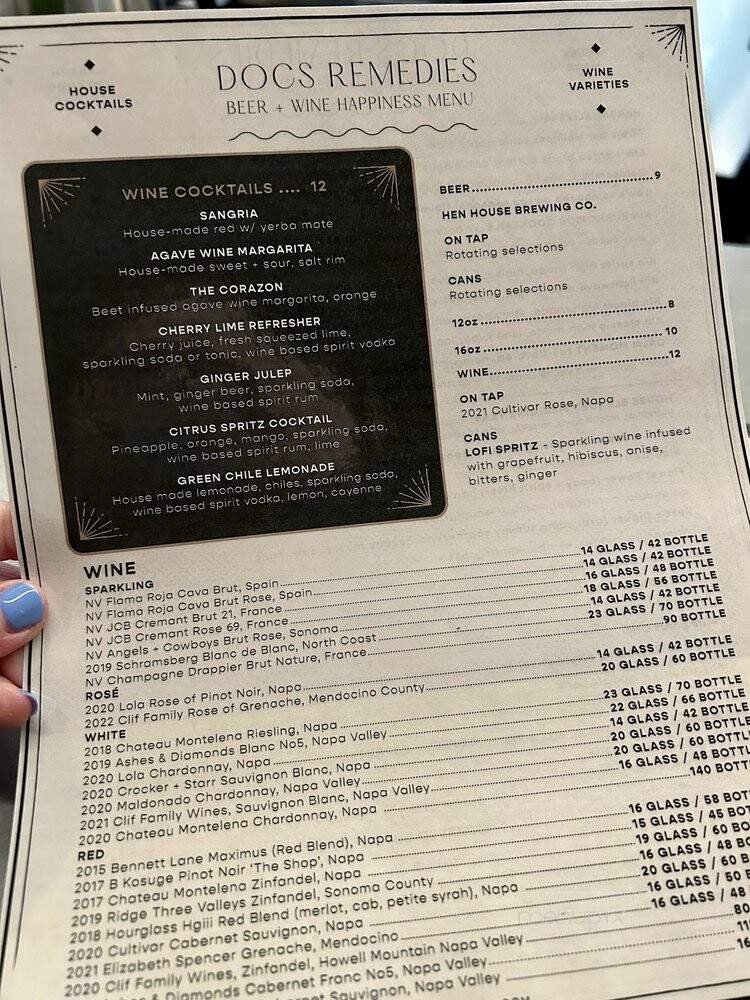 HOUSE
COCKTAILS
DOCS REMEDIES
BEER + WINE HAPPINESS MENU
WINE
VARIETIES
WINE COCKTAILS .... 12
SANGRIA
House-made red w/ yerba mate
AGAVE WINE MARGARITA
House-made sweet + sour, salt rim
THE CORAZON
Beet infused agave wine margarita, orange
CHERRY LIME REFRESHER
Cherry juice, fresh squeezed lime,
sparkling soda or tonic, wine based spirit vodka
GINGER JULEP
Mint, ginger beer, sparkling soda,
wine based spirit rum
CITRUS SPRITZ COCKTAIL
Pineapple, orange, mango, sparkling soda,
wine based spirit rum, lime
GREEN CHILE LEMONADE
House made lemonade, chiles, sparkling soda,
wine based spirit vodka, lemon, cayenne
BEER 9
HEN HOUSE BREWING CO.
ON TAP
Rotating selections
CANS
Rotating selections
12oz 8
16oz 10
WINE 12
ON TAP
2021 Cultivar Rose, Napa
CANS
LOFI SPRITZ - Sparkling wine infused
with grapefruit, hibiscus, anise,
bitters, ginger
WINE
SPARKLING
NV Flama Roja Cava Brut, Spain 14 GLASS / 42 BOTTLE
NV Flama Roja Cava Brut Rose, Spain 14 GLASS / 42 BOTTLE
NV JCB Cremant Brut 21, France 16 GLASS / 48 BOTTLE
NV JCB Cremant Rose 69, France 18 GLASS / 56 BOTTLE
NV Angels + Cowboys Brut Rose, Sonoma 14 GLASS / 42 BOTTLE
2019 Schramsberg Blanc de Blanc, North Coast 23 GLASS / 70 BOTTLE
NV Champagne Drappier Brut Nature, France 90 BOTTLE
ROSÉ
2020 Lola Rose of Pinot Noir, Napa 14 GLASS / 42 BOTTLE
2022 Clif Family Rose of Grenache, Mendocino County 20 GLASS / 60 BOTTLE
WHITE
2018 Chateau Montelena Riesling, Napa 23 GLASS / 70 BOTTLE
2019 Ashes & Diamonds Blanc No5, Napa Valley 22 GLASS / 66 BOTTLE
2020 Lola Chardonnay, Napa 14 GLASS / 42 BOTTLE
2020 Crocker + Starr Sauvignon Blanc, Napa 20 GLASS / 60 BOTTLE
2020 Maldonado Chardonnay, Napa Valley 20 GLASS / 60 BOTTLE
2021 Clif Family Wines, Sauvignon Blanc, Napa Valley 16 GLASS / 48 BOTTLE
2020 Chateau Montelena Chardonnay, Napa 140 BOTT
RED
2015 Bennett Lane Maximus (Red Blend), Napa 16 GLASS / 58 BOT
2017 B Kosuge Pinot Noir 'The Shop', Napa 15 GLASS / 45 BOT
2017 Chateau Montelena Zinfandel, Napa 19 GLASS / 60 BO
2019 Ridge Three Valleys Zinfandel, Sonoma County 16 GLASS / 48 BO
2018 Hourglass Hgiii Red Blend (merlot, cab, petite syrah), Napa 20 GLASS / 60 B
2020 Cultivar Cabernet Sauvignon, Napa 16 GLASS / 50 B
2021 Elizabeth Spencer Grenache, Mendocino 16 GLASS / 48
2020 Clif Family Wines, Zinfandel, Howell Mountain Napa Valley 80
& Diamonds Cabernet Franc No5, Napa Valley 11
Sauvignon, Napa Valley 16